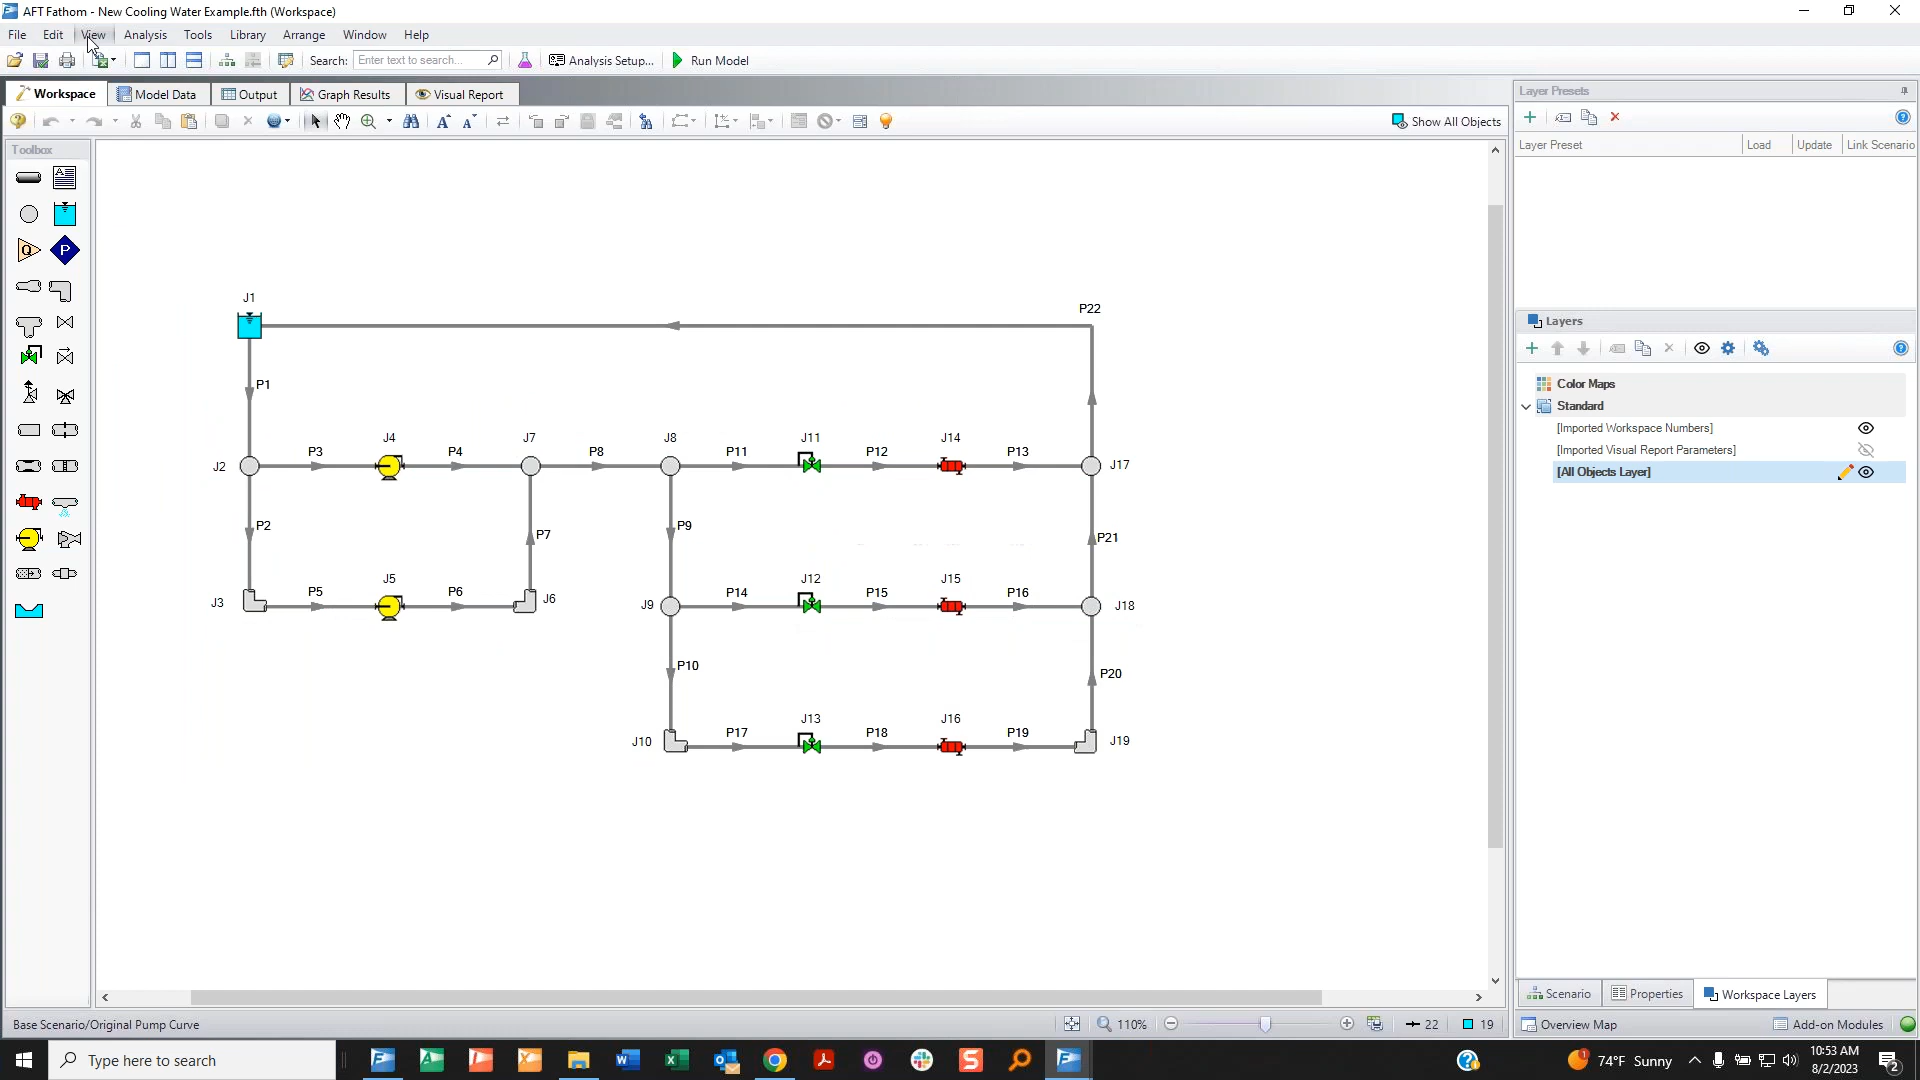 AFT Fathom - New Cooling Water Example.fth (Workspace)
File Edit View Analysis Tools Library Arrange Window Help
Search: Enter text to search... Analysis Setup... Run Model
Workspace Model Data Output Graph Results Visual Report
Show All Objects
Toolbox
J1
P22
P1
J4 J7 J8 J11 J14
J2 P3 P4 P8 P11 P12 P13 J17
P2 P7 P9 P21
J5 J12 J15
J3 P5 P6 J6 J9 P14 P15 P16 J18
P10 P20
J13 J16
J10 P17 P18 P19 J19
Layer Presets
Layer Preset Load Update Link Scenario
Layers
Color Maps
Standard
[Imported Workspace Numbers]
[Imported Visual Report Parameters]
[All Objects Layer]
Scenario Properties Workspace Layers
Base Scenario/Original Pump Curve 110% 22 19 Overview Map Add-on Modules
Type here to search 74°F Sunny 10:53 AM
8/2/2023